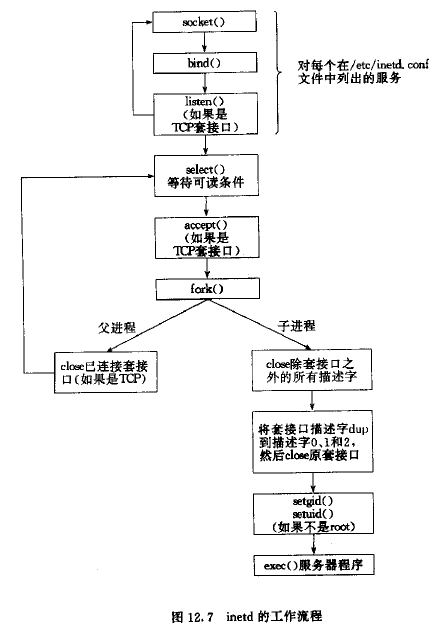 socket()
bind()
listen()
(如果是
TCP套接口)
对每个在/etc/inetd.conf
文件中列出的服务
select()
等待可读条件
accept()
(如果是
TCP套接口)
fork()
父进程
子进程
close已连接套接
口(如果是TCP)
close除套接口之
外的所有描述字
将套接口描述字dup
到描述字0、1和2,
然后close原套接口
setgid()
setuid()
(如果不是root)
exec()服务器程序
图 12.7 inetd 的工作流程